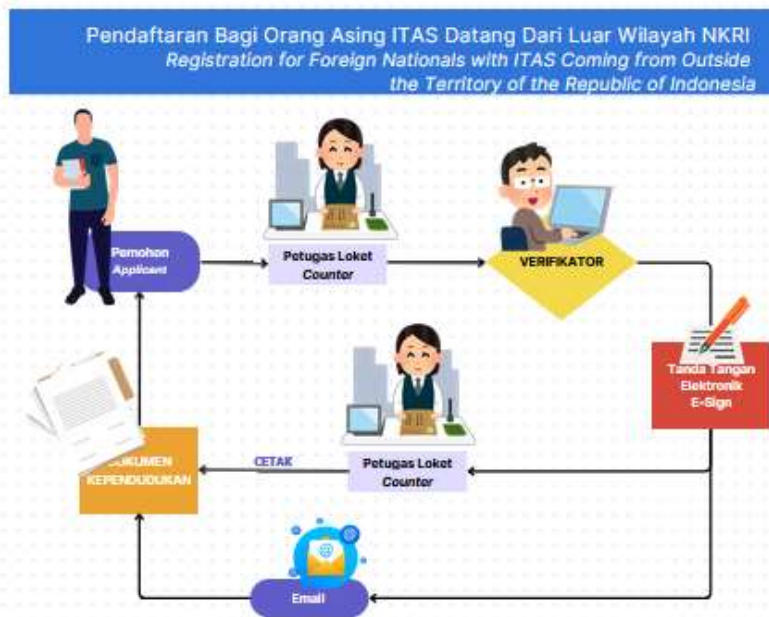 Pendaftaran Bagi Orang Asing ITAS Datang Dari Luar Wilayah NKRI
Registration for Foreign Nationals with ITAS Coming from Outside
the Territory of the Republic of Indonesia
Pemohon
Applicant
Petugas Loket
Counter
VERIFIKATOR
Tanda Tangan
Elektronik
E-Sign
Petugas Loket
Counter
CETAK
DOKUMEN
KEPENDUDUKAN
Email